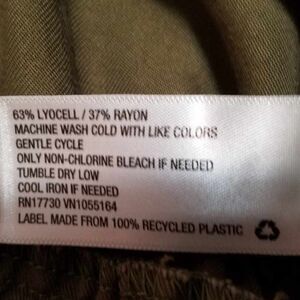 63% LYOCELL / 37% RAYON
MACHINE WASH COLD WITH LIKE COLORS
GENTLE CYCLE
ONLY NON-CHLORINE BLEACH IF NEEDED
TUMBLE DRY LOW
COOL IRON IF NEEDED
RN17730 VN1055164
LABEL MADE FROM 100% RECYCLED PLASTIC